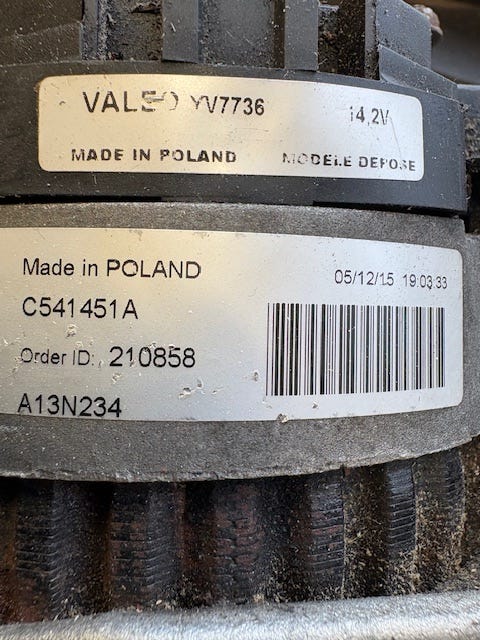 VALEO YV7736 14,2V
MADE IN POLAND MODELE DEPOSE
Made in POLAND 05/12/15 19:03:33
C541451A
Order ID: 210858
A13N234